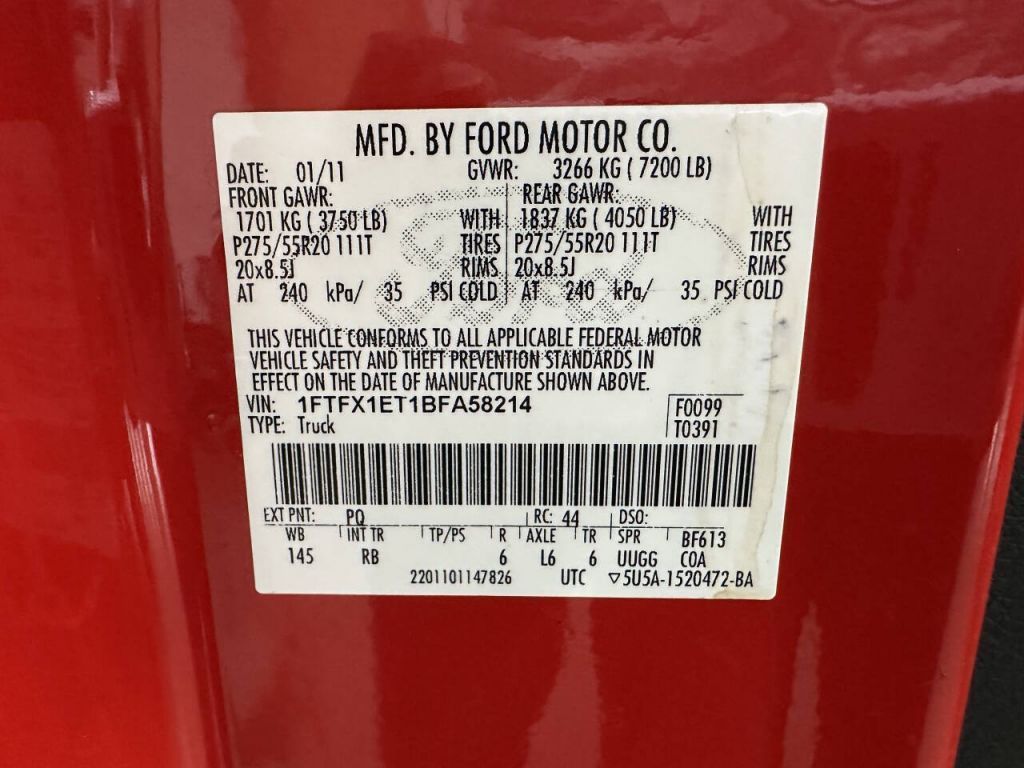 MFD. BY FORD MOTOR CO.
DATE: 01/11 GVWR: 3266 KG ( 7200 LB)
FRONT GAWR: REAR GAWR:
1701 KG ( 3750 LB) WITH 1837 KG ( 4050 LB) WITH
P275/55R20 111T TIRES P275/55R20 111T TIRES
20x8.5J RIMS 20x8.5J RIMS
AT 240 kPa/ 35 PSI COLD AT 240 kPa/ 35 PSI COLD
THIS VEHICLE CONFORMS TO ALL APPLICABLE FEDERAL MOTOR
VEHICLE SAFETY AND THEFT PREVENTION STANDARDS IN
EFFECT ON THE DATE OF MANUFACTURE SHOWN ABOVE.
VIN: 1FTFX1ET1BFA58214 F0099
TYPE: Truck T0391
EXT PNT: PQ RC: 44 DSO:
WB INT TR TP/PS R AXLE TR SPR BF613
145 RB 6 L6 6 UUGG COA
2201101147826 UTC ▽5U5A-1520472-BA